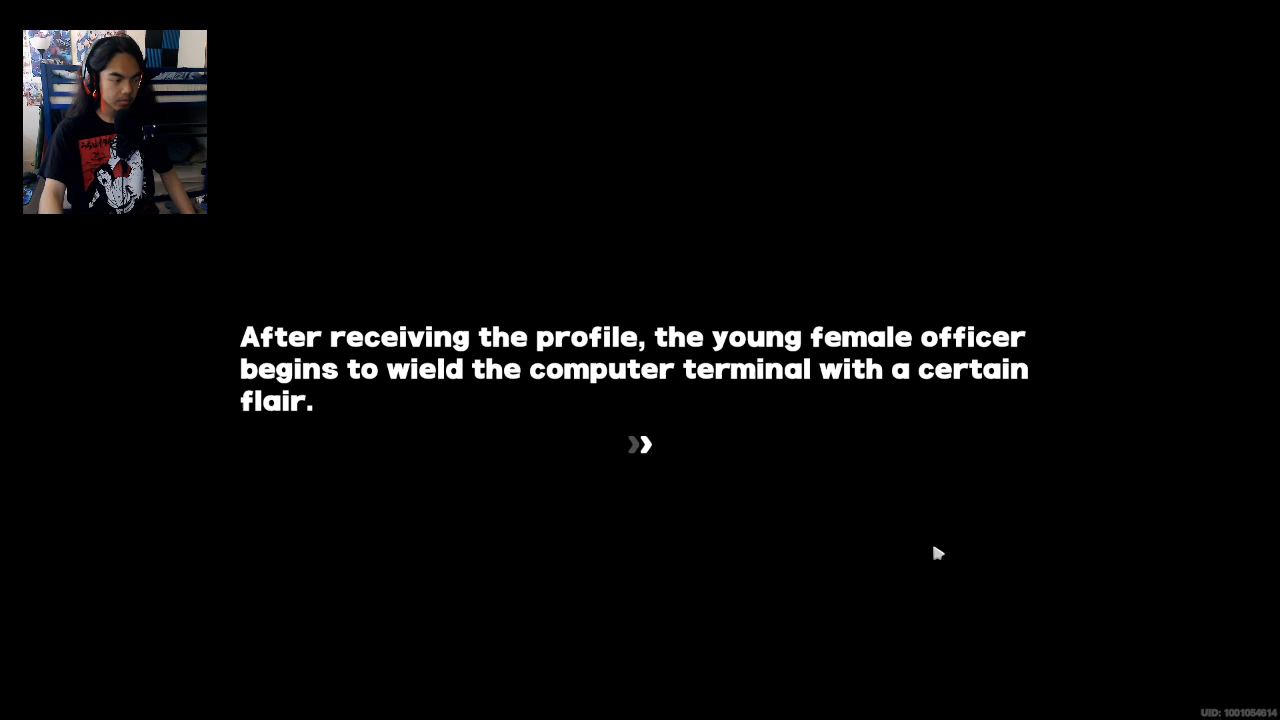 After receiving the profile, the young female officer
begins to wield the computer terminal with a certain
flair.
UID: 1001054614